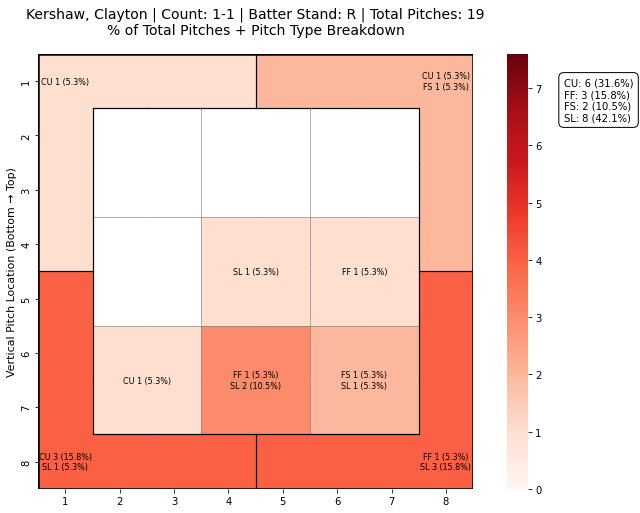 Kershaw, Clayton | Count: 1-1 | Batter Stand: R | Total Pitches: 19
% of Total Pitches + Pitch Type Breakdown
CU 1 (5.3%)
CU 1 (5.3%)
FS 1 (5.3%)
SL 1 (5.3%)
FF 1 (5.3%)
CU 1 (5.3%)
FF 1 (5.3%)
SL 2 (10.5%)
FS 1 (5.3%)
SL 1 (5.3%)
CU 3 (15.8%)
SL 1 (5.3%)
FF 1 (5.3%)
SL 3 (15.8%)
Vertical Pitch Location (Bottom → Top)
1
2
3
4
5
6
7
8
1
2
3
4
5
6
7
8
7
6
5
4
3
2
1
0
CU: 6 (31.6%)
FF: 3 (15.8%)
FS: 2 (10.5%)
SL: 8 (42.1%)